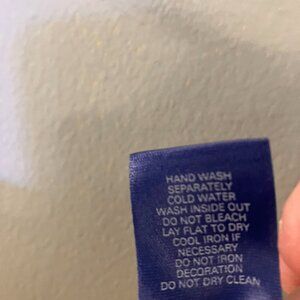 HAND WASH
SEPARATELY
COLD WATER
WASH INSIDE OUT
DO NOT BLEACH
LAY FLAT TO DRY
COOL IRON IF
NECESSARY
DO NOT IRON
DECORATION
DO NOT DRY CLEAN